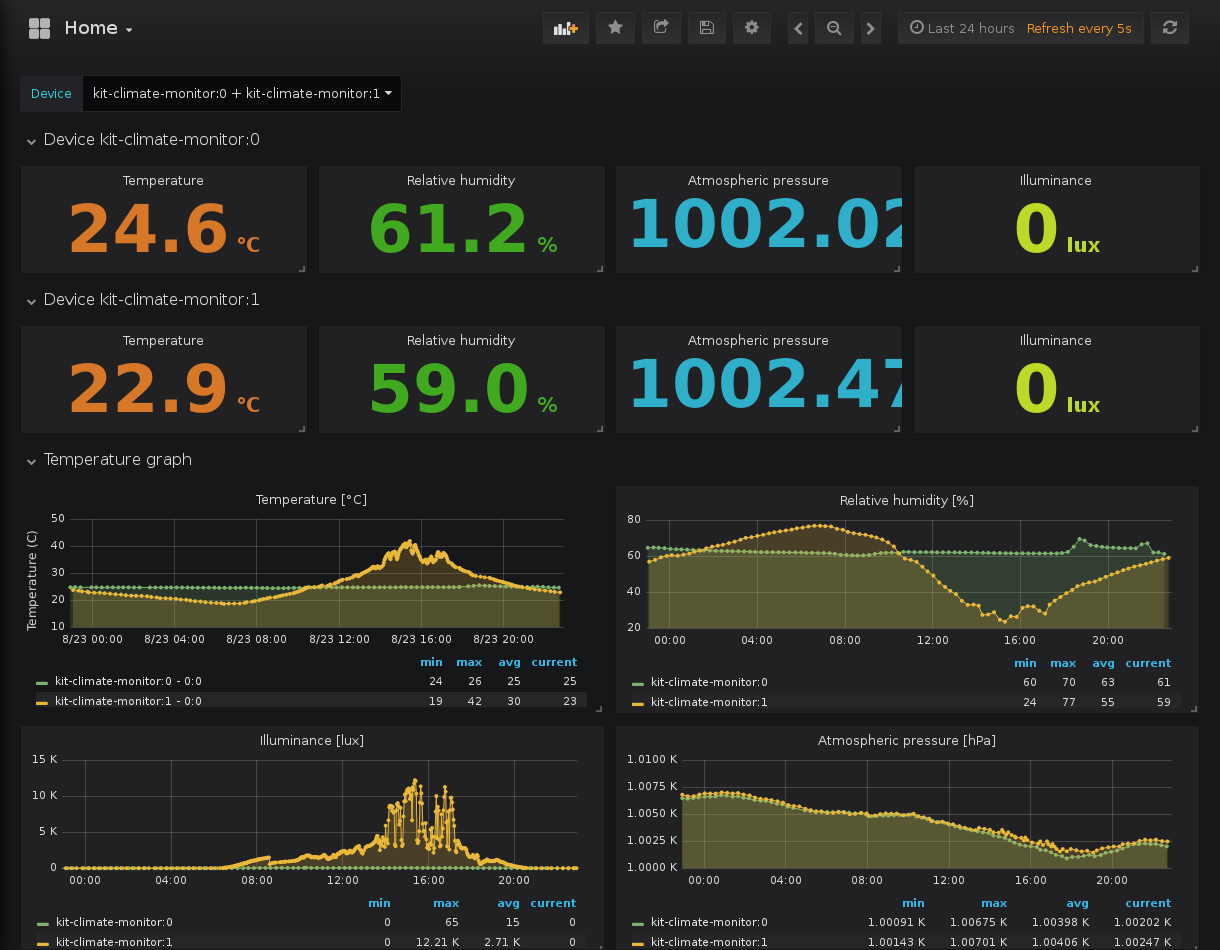 Home
Last 24 hours Refresh every 5s
Device kit-climate-monitor:0 + kit-climate-monitor:1
Device kit-climate-monitor:0
Temperature Relative humidity Atmospheric pressure Illuminance
24.6 °C 61.2 % 1002.02 0 lux
Device kit-climate-monitor:1
Temperature Relative humidity Atmospheric pressure Illuminance
22.9 °C 59.0 % 1002.47 0 lux
Temperature graph
Temperature [°C]
Temperature (C)
50
40
30
20
10
8/23 00:00 8/23 04:00 8/23 08:00 8/23 12:00 8/23 16:00 8/23 20:00
min max avg current
kit-climate-monitor:0 - 0:0 24 26 25 25
kit-climate-monitor:1 - 0:0 19 42 30 23
Relative humidity [%]
80
60
40
20
00:00 04:00 08:00 12:00 16:00 20:00
min max avg current
kit-climate-monitor:0 60 70 63 61
kit-climate-monitor:1 24 77 55 59
Illuminance [lux]
15 K
10 K
5 K
0
00:00 04:00 08:00 12:00 16:00 20:00
min max avg current
kit-climate-monitor:0 0 65 15 0
kit-climate-monitor:1 0 12.21 K 2.71 K 0
Atmospheric pressure [hPa]
1.0100 K
1.0075 K
1.0050 K
1.0025 K
1.0000 K
00:00 04:00 08:00 12:00 16:00 20:00
min max avg current
kit-climate-monitor:0 1.00091 K 1.00675 K 1.00398 K 1.00202 K
kit-climate-monitor:1 1.00143 K 1.00701 K 1.00406 K 1.00247 K